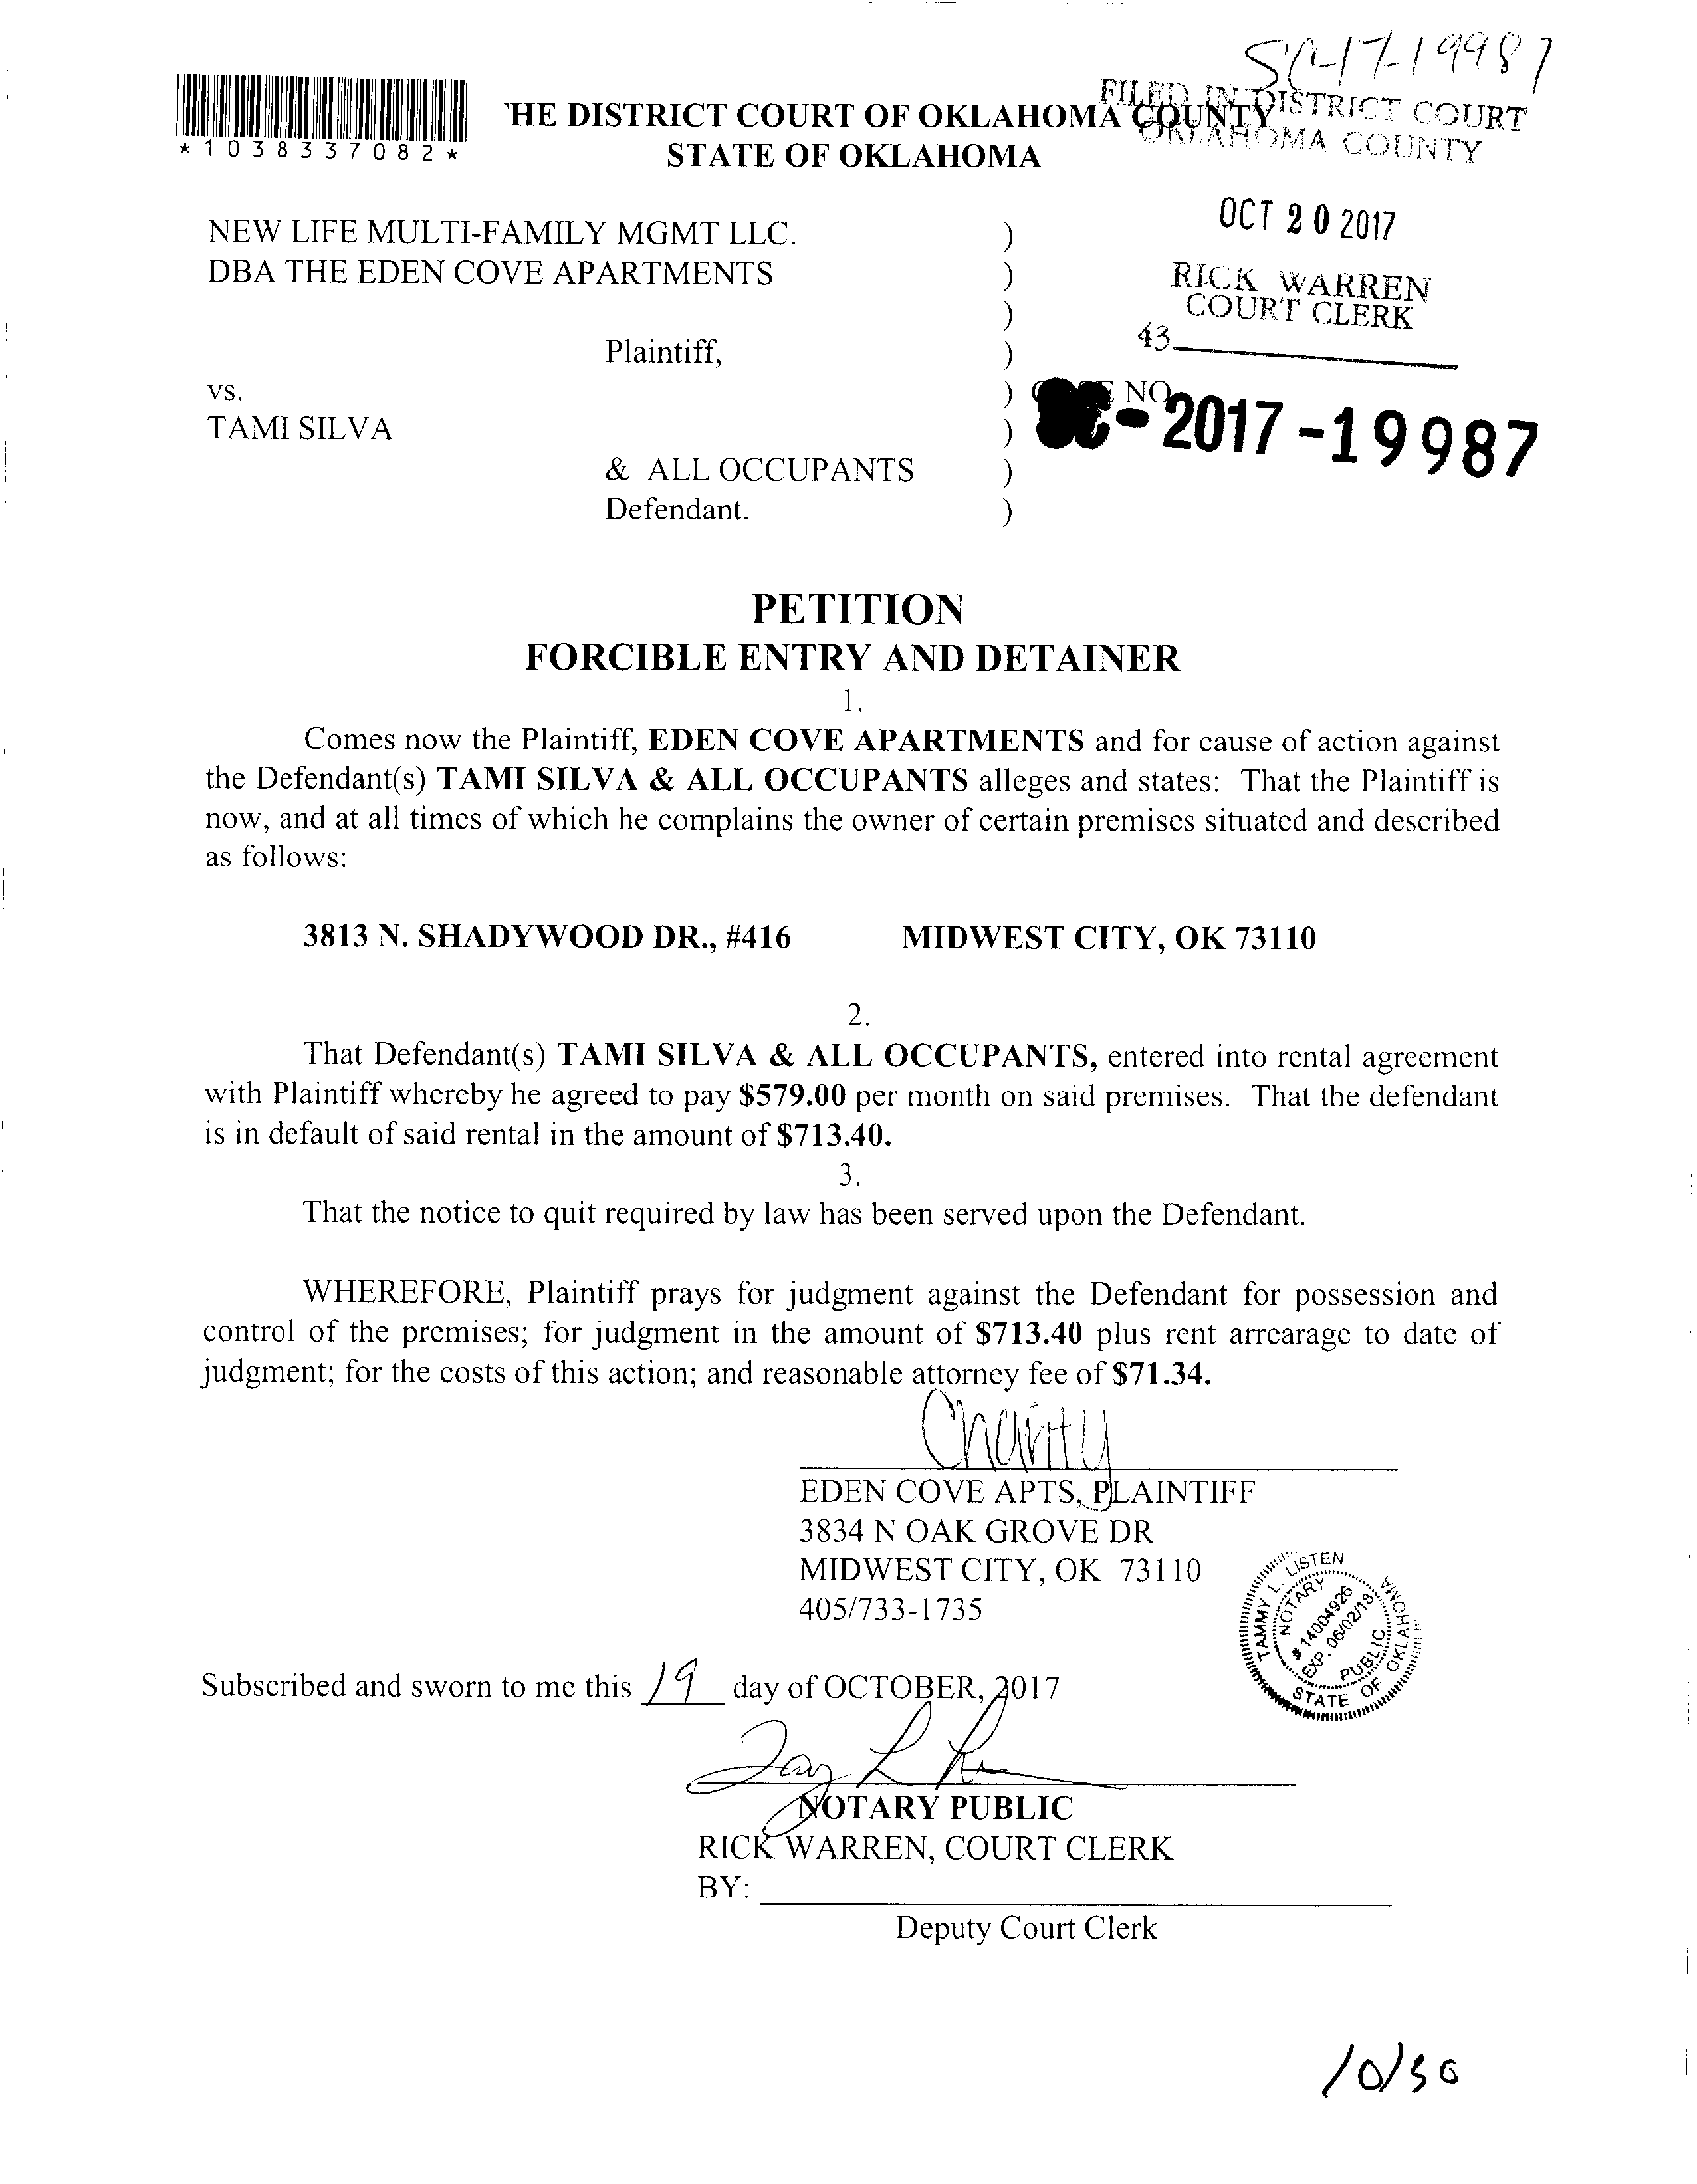 SC-17-19987
FILED IN DISTRICT COURT
OKLAHOMA COUNTY
*1038337082*
'HE DISTRICT COURT OF OKLAHOMA COUNTY
STATE OF OKLAHOMA
OCT 20 2017
RICK WARREN
COURT CLERK
43
NEW LIFE MULTI-FAMILY MGMT LLC. )
DBA THE EDEN COVE APARTMENTS )
)
Plaintiff, )
vs. ) NO
TAMI SILVA ) SC-2017-19987
& ALL OCCUPANTS )
Defendant. )
PETITION
FORCIBLE ENTRY AND DETAINER
1.
Comes now the Plaintiff, EDEN COVE APARTMENTS and for cause of action against
the Defendant(s) TAMI SILVA & ALL OCCUPANTS alleges and states: That the Plaintiff is
now, and at all times of which he complains the owner of certain premises situated and described
as follows:
3813 N. SHADYWOOD DR., #416 MIDWEST CITY, OK 73110
2.
That Defendant(s) TAMI SILVA & ALL OCCUPANTS, entered into rental agreement
with Plaintiff whereby he agreed to pay $579.00 per month on said premises. That the defendant
is in default of said rental in the amount of $713.40.
3.
That the notice to quit required by law has been served upon the Defendant.
WHEREFORE, Plaintiff prays for judgment against the Defendant for possession and
control of the premises; for judgment in the amount of $713.40 plus rent arrearage to date of
judgment; for the costs of this action; and reasonable attorney fee of $71.34.
Charity
EDEN COVE APTS, PLAINTIFF
3834 N OAK GROVE DR
MIDWEST CITY, OK 73110
405/733-1735
TAMMY L. LISTEN
NOTARY PUBLIC
# 14004926
EXP. 06/02/18
STATE OF OKLAHOMA
Subscribed and sworn to me this 19 day of OCTOBER, 2017
NOTARY PUBLIC
RICK WARREN, COURT CLERK
BY:
Deputy Court Clerk
10/30